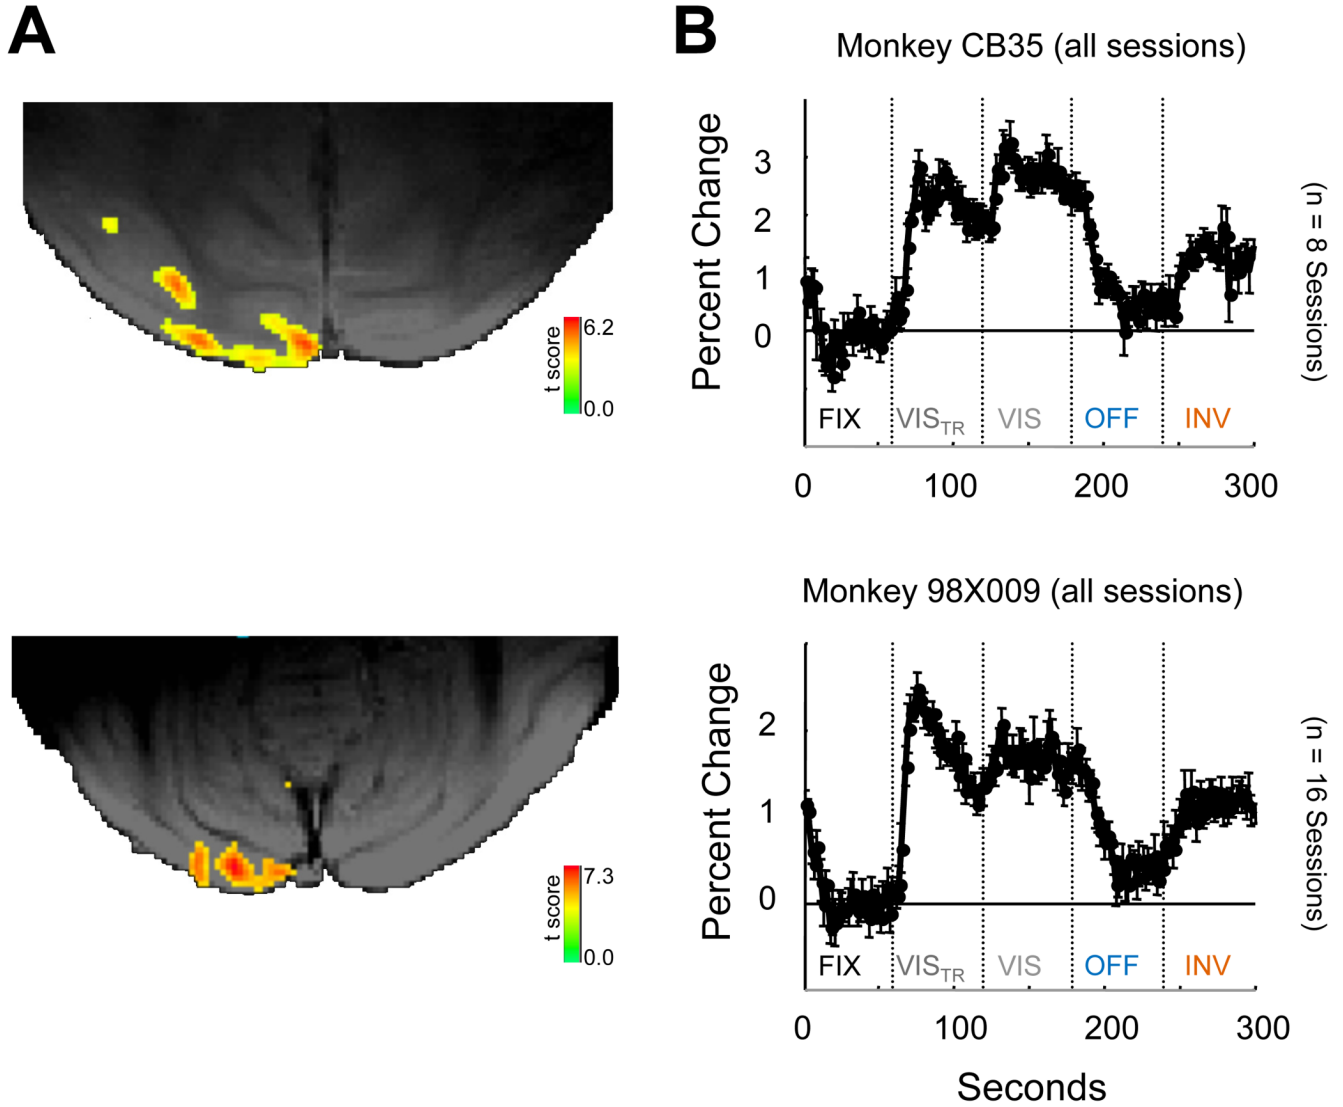 A
6.2
t score
0.0
7.3
t score
0.0
B
Monkey CB35 (all sessions)
Percent Change
3
2
1
0
FIX
VISTR
VIS
OFF
INV
0
100
200
300
(n = 8 Sessions)
Monkey 98X009 (all sessions)
Percent Change
2
1
0
FIX
VISTR
VIS
OFF
INV
0
100
200
300
Seconds
(n = 16 Sessions)